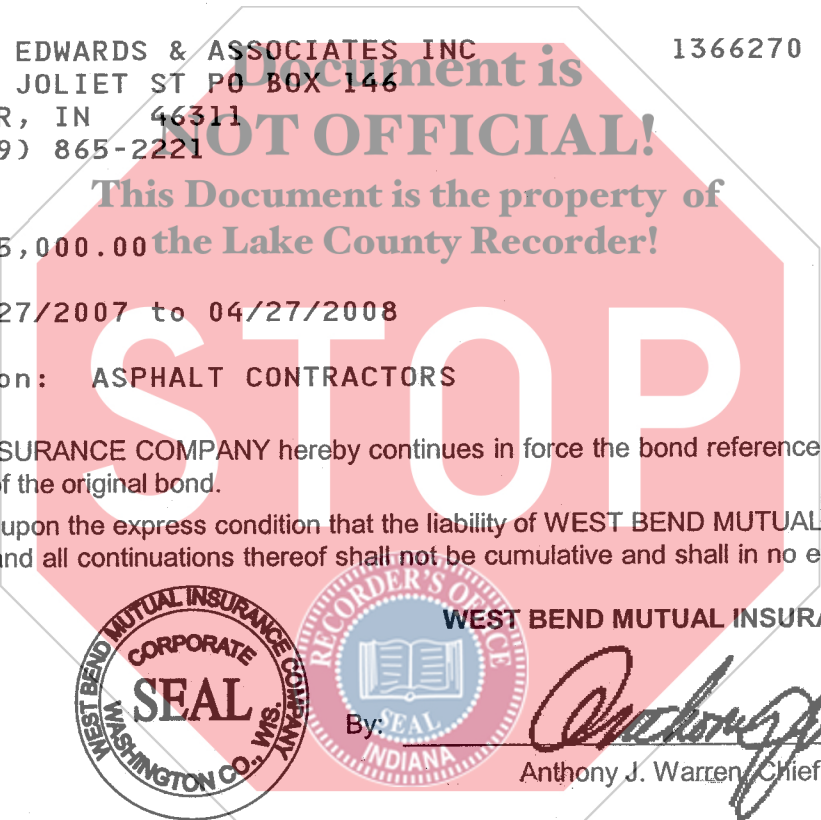 EDWARDS & ASSOCIATES INC 1366270
Document is
JOLIET ST PO BOX 146
R, IN 46311
NOT OFFICIAL!
9) 865-2221
This Document is the property of
5,000.00
the Lake County Recorder!
27/2007 to 04/27/2008
STOP
on: ASPHALT CONTRACTORS
SURANCE COMPANY hereby continues in force the bond reference
f the original bond.
upon the express condition that the liability of WEST BEND MUTUAL
and all continuations thereof shall not be cumulative and shall in no e
WEST BEND MUTUAL INSURANCE COMPANY
CORPORATE
SEAL
WASHINGTON CO., WIS.
RECORDER'S OFFICE
SEAL
INDIANA
WEST BEND MUTUAL INSURA
By:
Anthony J
Anthony J. Warren, Chief